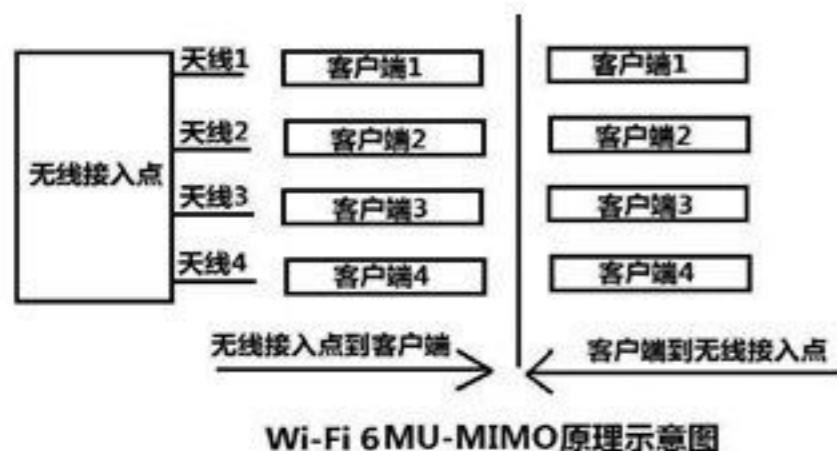 天线1
客户端1
客户端1
天线2
客户端2
客户端2
无线接入点
天线3
客户端3
客户端3
天线4
客户端4
客户端4
无线接入点到客户端
客户端到无线接入点
Wi-Fi 6 MU-MIMO原理示意图